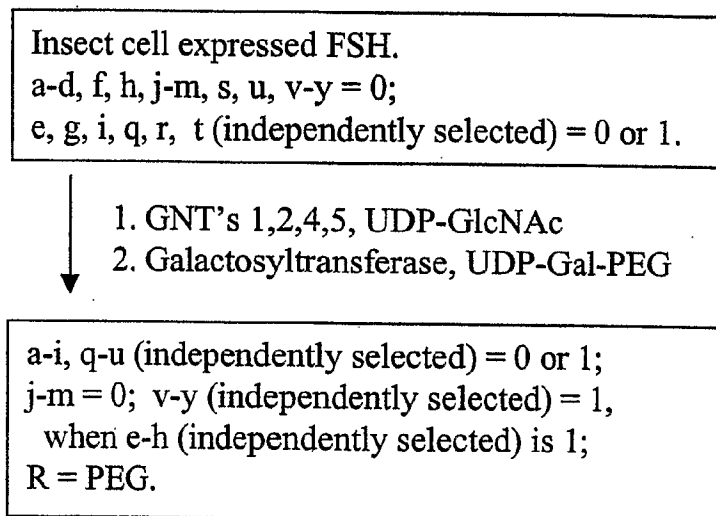 Insect cell expressed FSH.
a-d, f, h, j-m, s, u, v-y = 0;
e, g, i, q, r, t (independently selected) = 0 or 1.
1. GNT's 1,2,4,5, UDP-GlcNAc
2. Galactosyltransferase, UDP-Gal-PEG
a-i, q-u (independently selected) = 0 or 1;
j-m = 0; v-y (independently selected) = 1,
when e-h (independently selected) is 1;
R = PEG.